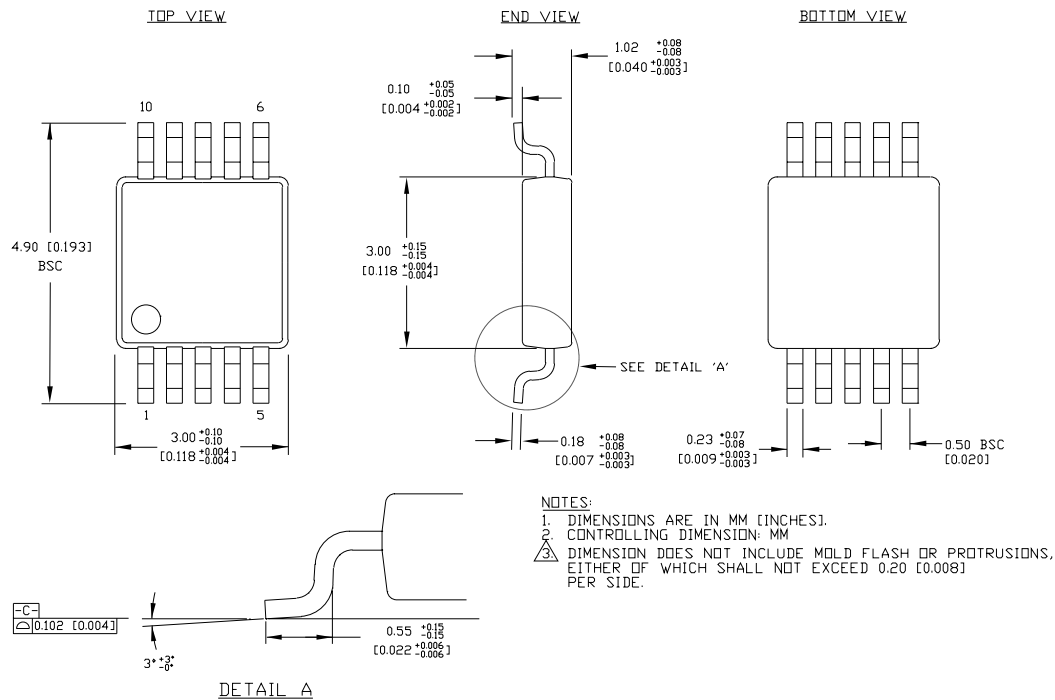 TOP VIEW
END VIEW
BOTTOM VIEW
1.02 +0.08 -0.08
[0.040 +0.003 -0.003]
0.10 +0.05 -0.05
[0.004 +0.002 -0.002]
10 6
4.90 [0.193]
BSC
3.00 +0.15 -0.15
[0.118 +0.004 -0.004]
SEE DETAIL 'A'
1 5
3.00 +0.10 -0.10
[0.118 +0.004 -0.004]
0.18 +0.08 -0.08
[0.007 +0.003 -0.003]
0.23 +0.07 -0.08
[0.009 +0.003 -0.003]
0.50 BSC
[0.020]
NOTES:
1. DIMENSIONS ARE IN MM [INCHES].
2. CONTROLLING DIMENSION: MM
3. DIMENSION DOES NOT INCLUDE MOLD FLASH OR PROTRUSIONS,
EITHER OF WHICH SHALL NOT EXCEED 0.20 [0.008]
PER SIDE.
-C-
⌓ 0.102 [0.004]
3° +3° -0°
0.55 +0.15 -0.15
[0.022 +0.006 -0.006]
DETAIL A